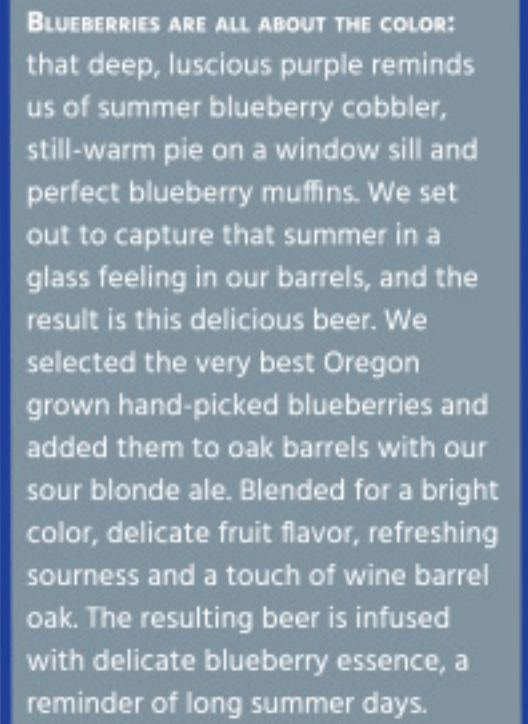 BLUEBERRIES ARE ALL ABOUT THE COLOR:
that deep, luscious purple reminds
us of summer blueberry cobbler,
still-warm pie on a window sill and
perfect blueberry muffins. We set
out to capture that summer in a
glass feeling in our barrels, and the
result is this delicious beer. We
selected the very best Oregon
grown hand-picked blueberries and
added them to oak barrels with our
sour blonde ale. Blended for a bright
color, delicate fruit flavor, refreshing
sourness and a touch of wine barrel
oak. The resulting beer is infused
with delicate blueberry essence, a
reminder of long summer days.